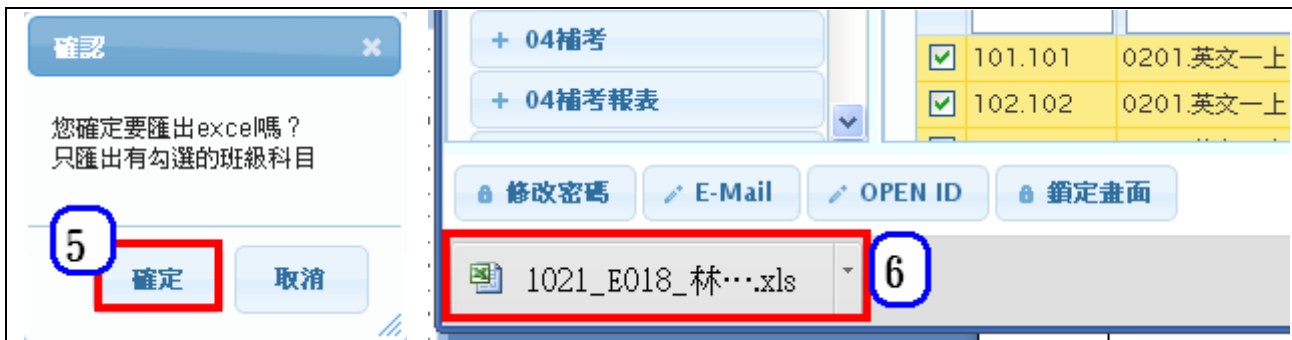 確認
您確定要匯出excel嗎？
只匯出有勾選的班級科目
5
確定
取消
+ 04補考
+ 04補考報表
101.101 0201.英文一上
102.102 0201.英文一上
修改密碼
E-Mail
OPEN ID
鎖定畫面
1021_E018_林….xls
6